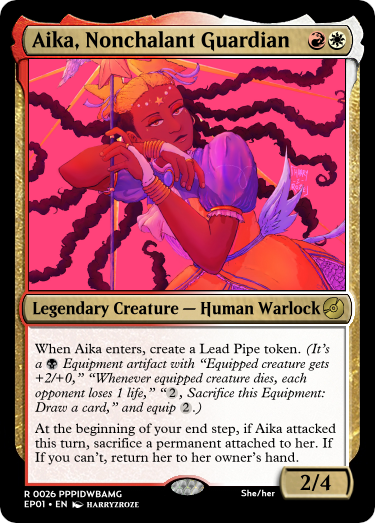 Aika, Nonchalant Guardian
Legendary Creature — Human Warlock
When Aika enters, create a Lead Pipe token. (It's
a Equipment artifact with “Equipped creature gets
+2/+0,” “Whenever equipped creature dies, each
opponent loses 1 life,” “2, Sacrifice this Equipment:
Draw a card,” and equip 2.)
At the beginning of your end step, if Aika attacked
this turn, sacrifice a permanent attached to her. If
If you can't, return her to her owner's hand.
2/4
R 0026 PPPIDWBAMG She/her
EP01 • EN HARRYZROZE